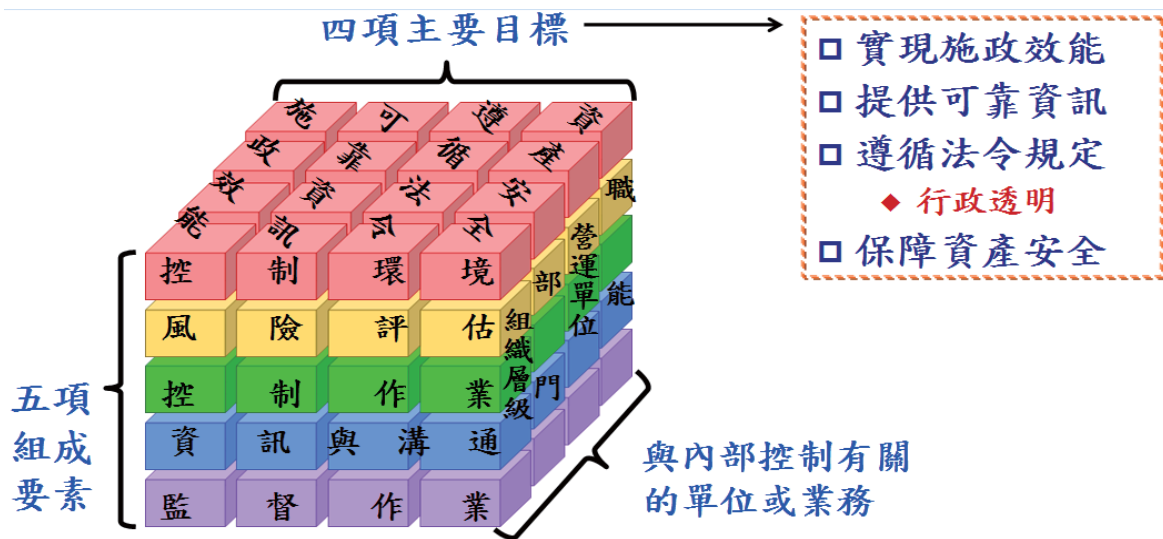 四項主要目標
實現施政效能
提供可靠資訊
遵循法令規定
行政透明
保障資產安全
施政效能
可靠資訊
遵循法令
資產安全
控制環境
風險評估
控制作業
資訊與溝通
監督作業
組織層級
部門
營運單位
職能
五項
組成
要素
與內部控制有關
的單位或業務